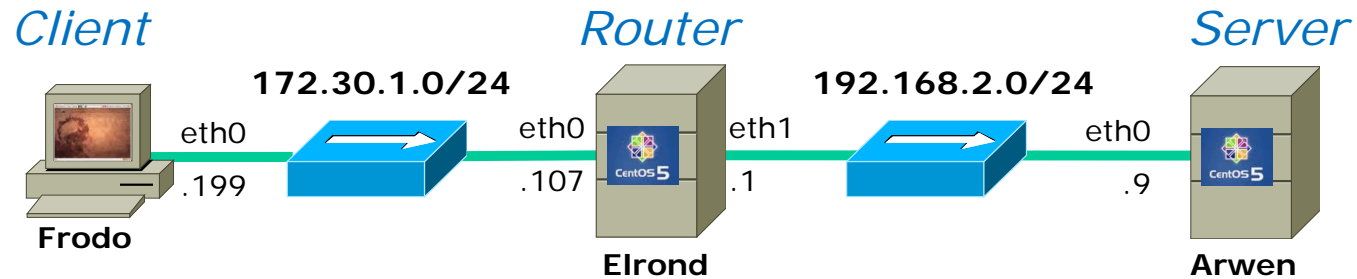 Client
Router
Server
172.30.1.0/24
192.168.2.0/24
eth0
eth0
eth1
eth0
CentOS 5
CentOS 5
.199
.107
.1
.9
Frodo
Elrond
Arwen